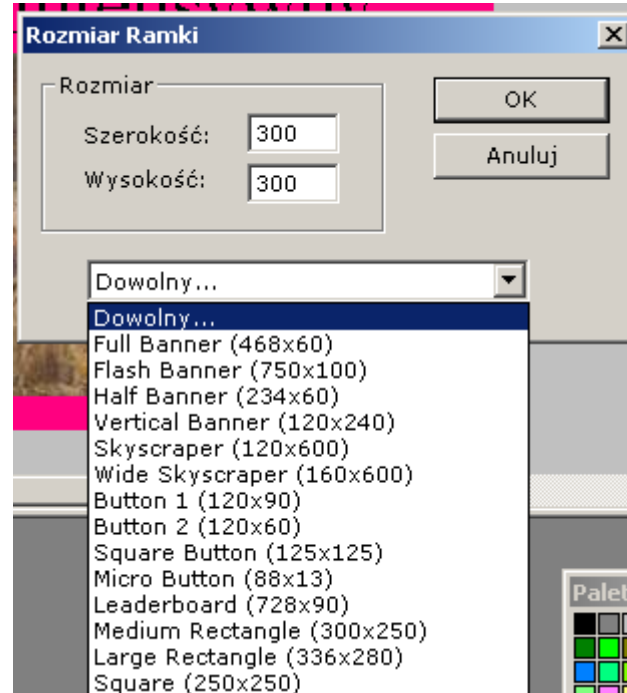 Rozmiar Ramki
Rozmiar
Szerokość: 300
Wysokość: 300
OK
Anuluj
Dowolny...
Dowolny...
Full Banner (468x60)
Flash Banner (750x100)
Half Banner (234x60)
Vertical Banner (120x240)
Skyscraper (120x600)
Wide Skyscraper (160x600)
Button 1 (120x90)
Button 2 (120x60)
Square Button (125x125)
Micro Button (88x13)
Leaderboard (728x90)
Medium Rectangle (300x250)
Large Rectangle (336x280)
Square (250x250)
Palet